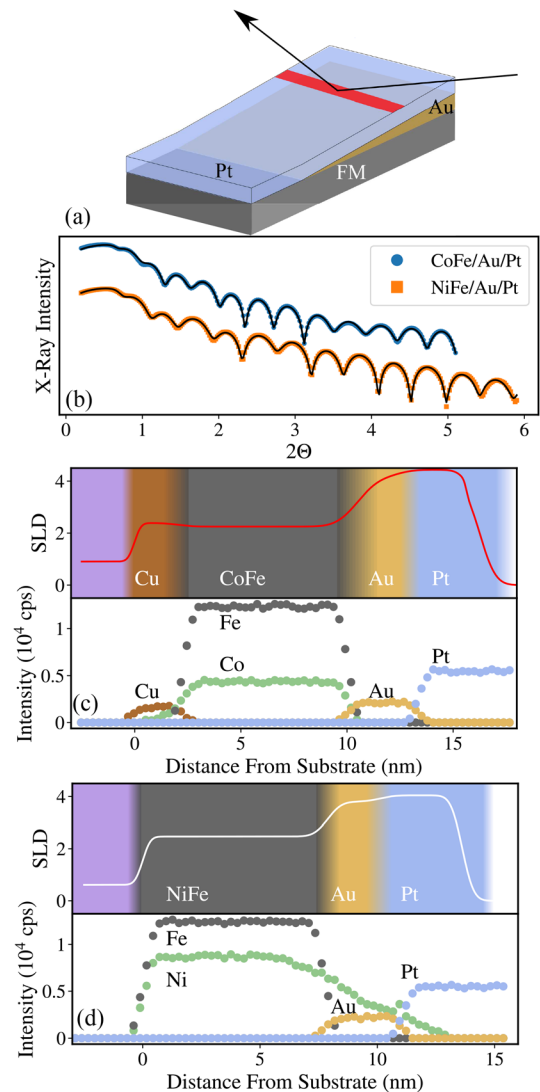 Au
Pt
FM
(a)
X-Ray Intensity
CoFe/Au/Pt
NiFe/Au/Pt
(b)
0 1 2 3 4 5 6
2Θ
SLD
4
2
0
Cu CoFe Au Pt
Intensity (10⁴ cps)
1
0.5
0
Fe
Co
Cu
Au
Pt
(c)
0 5 10 15
Distance From Substrate (nm)
SLD
4
2
0
NiFe Au Pt
Intensity (10⁴ cps)
1
0.5
0
Fe
Ni
Au
Pt
(d)
0 5 10 15
Distance From Substrate (nm)